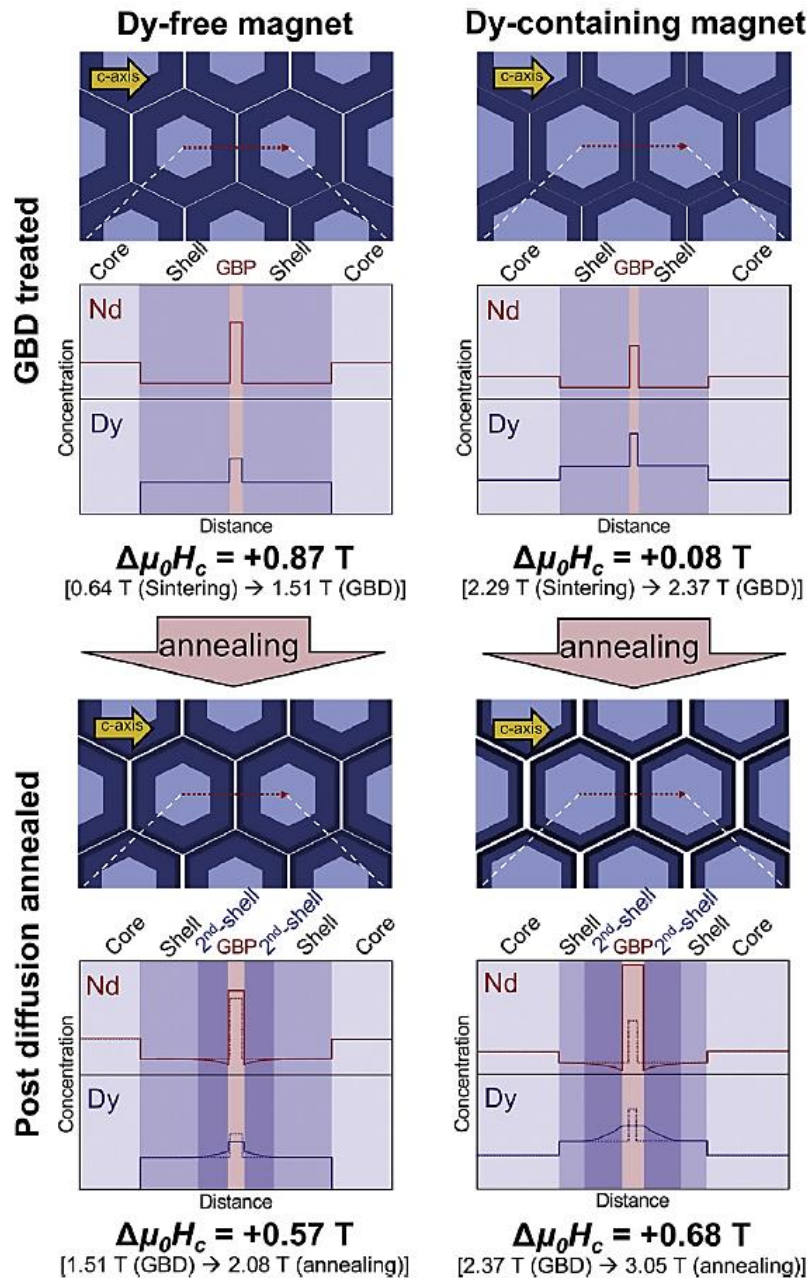 Dy-free magnet
Dy-containing magnet
GBD treated
c-axis
c-axis
Core Shell GBP Shell Core
Core Shell GBP Shell Core
Nd
Dy
Concentration
Distance
Nd
Dy
Concentration
Distance
Δμ₀H_c = +0.87 T
[0.64 T (Sintering) → 1.51 T (GBD)]
Δμ₀H_c = +0.08 T
[2.29 T (Sintering) → 2.37 T (GBD)]
annealing
annealing
Post diffusion annealed
c-axis
c-axis
Core Shell 2nd-shell GBP 2nd-shell Shell Core
Core Shell 2nd-shell GBP 2nd-shell Shell Core
Nd
Dy
Concentration
Distance
Nd
Dy
Concentration
Distance
Δμ₀H_c = +0.57 T
[1.51 T (GBD) → 2.08 T (annealing)]
Δμ₀H_c = +0.68 T
[2.37 T (GBD) → 3.05 T (annealing)]